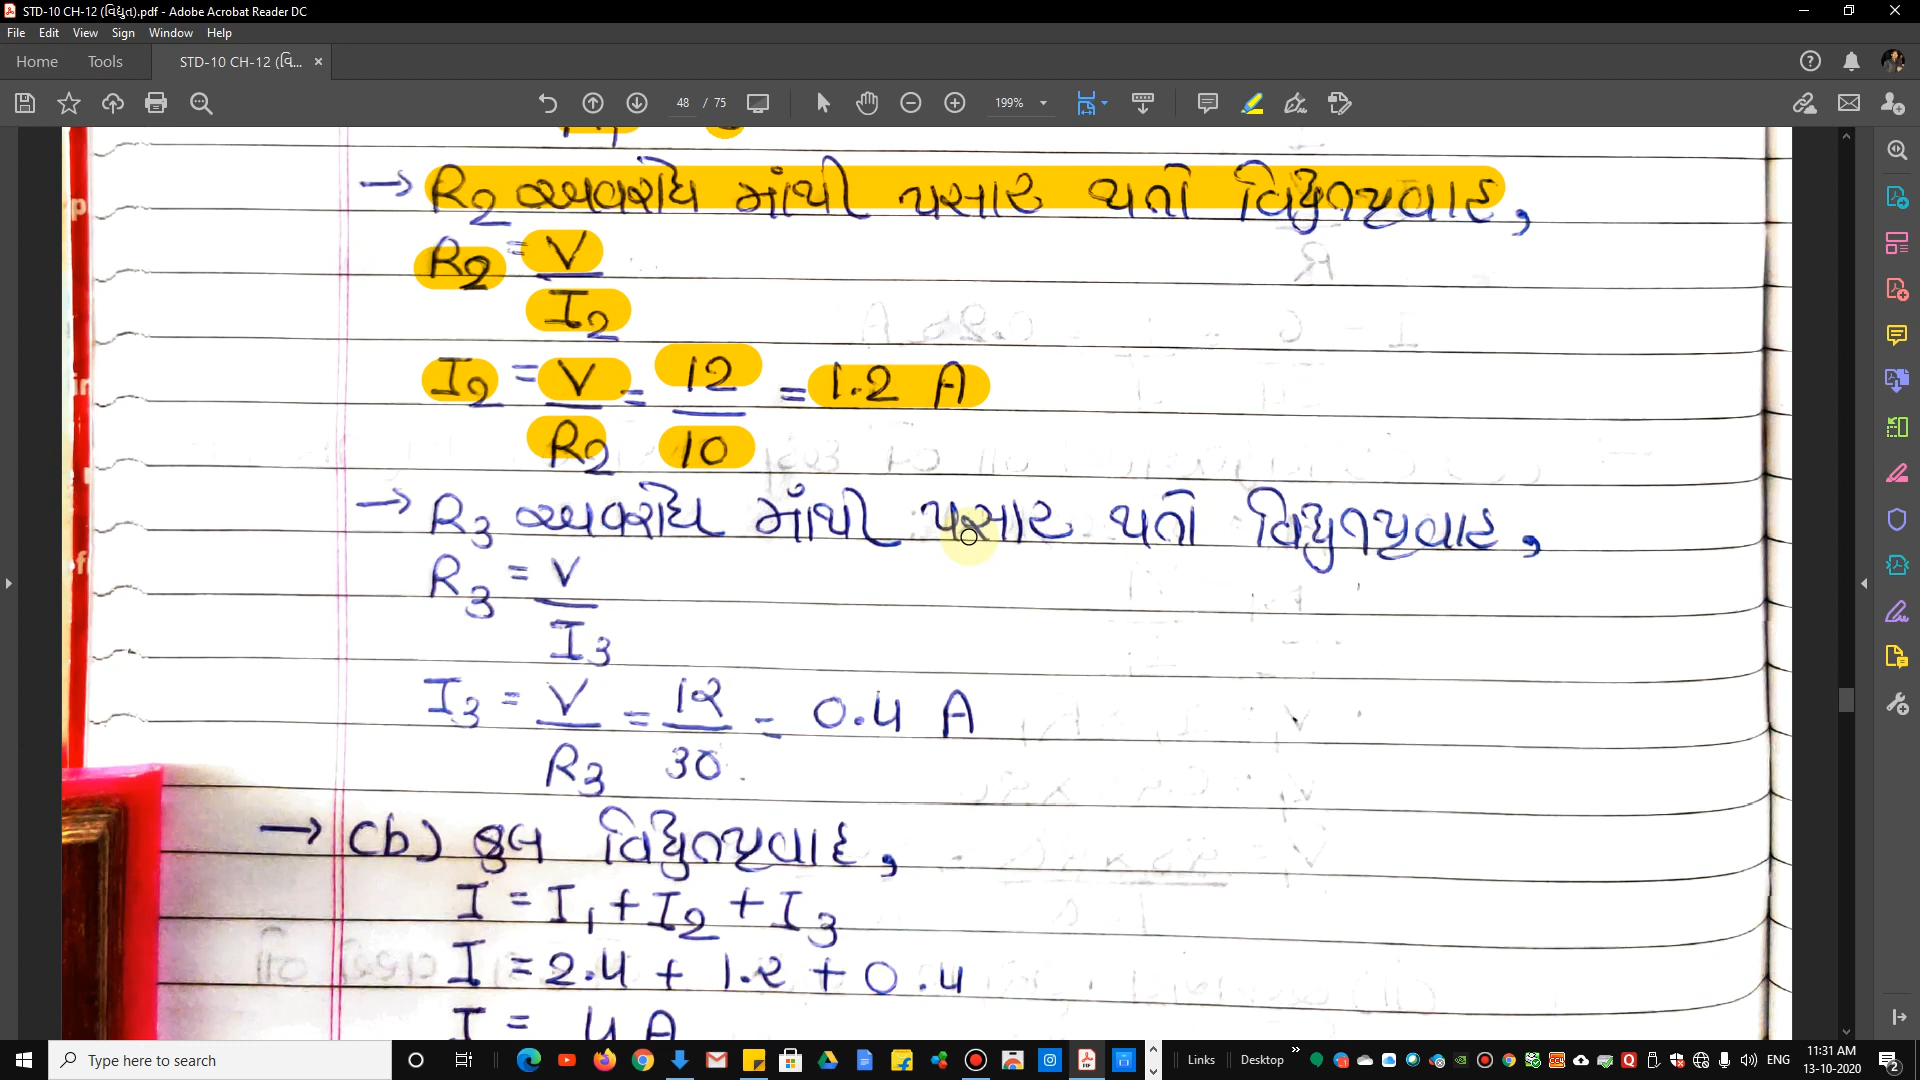 STD-10 CH-12 (વિદ્યુત).pdf - Adobe Acrobat Reader DC
File Edit View Sign Window Help
Home Tools STD-10 CH-12 (વિ... ×
48 / 75 199%
→ R2 અવરોધ માંથી પસાર થતો વિદ્યુતપ્રવાહ,
R2 = V
I2
I2 = V = 12 = 1.2 A
R2 10
→ R3 અવરોધ માંથી પસાર થતો વિદ્યુતપ્રવાહ,
R3 = V
I3
I3 = V = 12 = 0.4 A
R3 30
→ (b) કુલ વિદ્યુતપ્રવાહ,
I = I1 + I2 + I3
I = 2.4 + 1.2 + 0.4
I = 4 A
Type here to search
Links Desktop » ENG 11:31 AM
13-10-2020 2